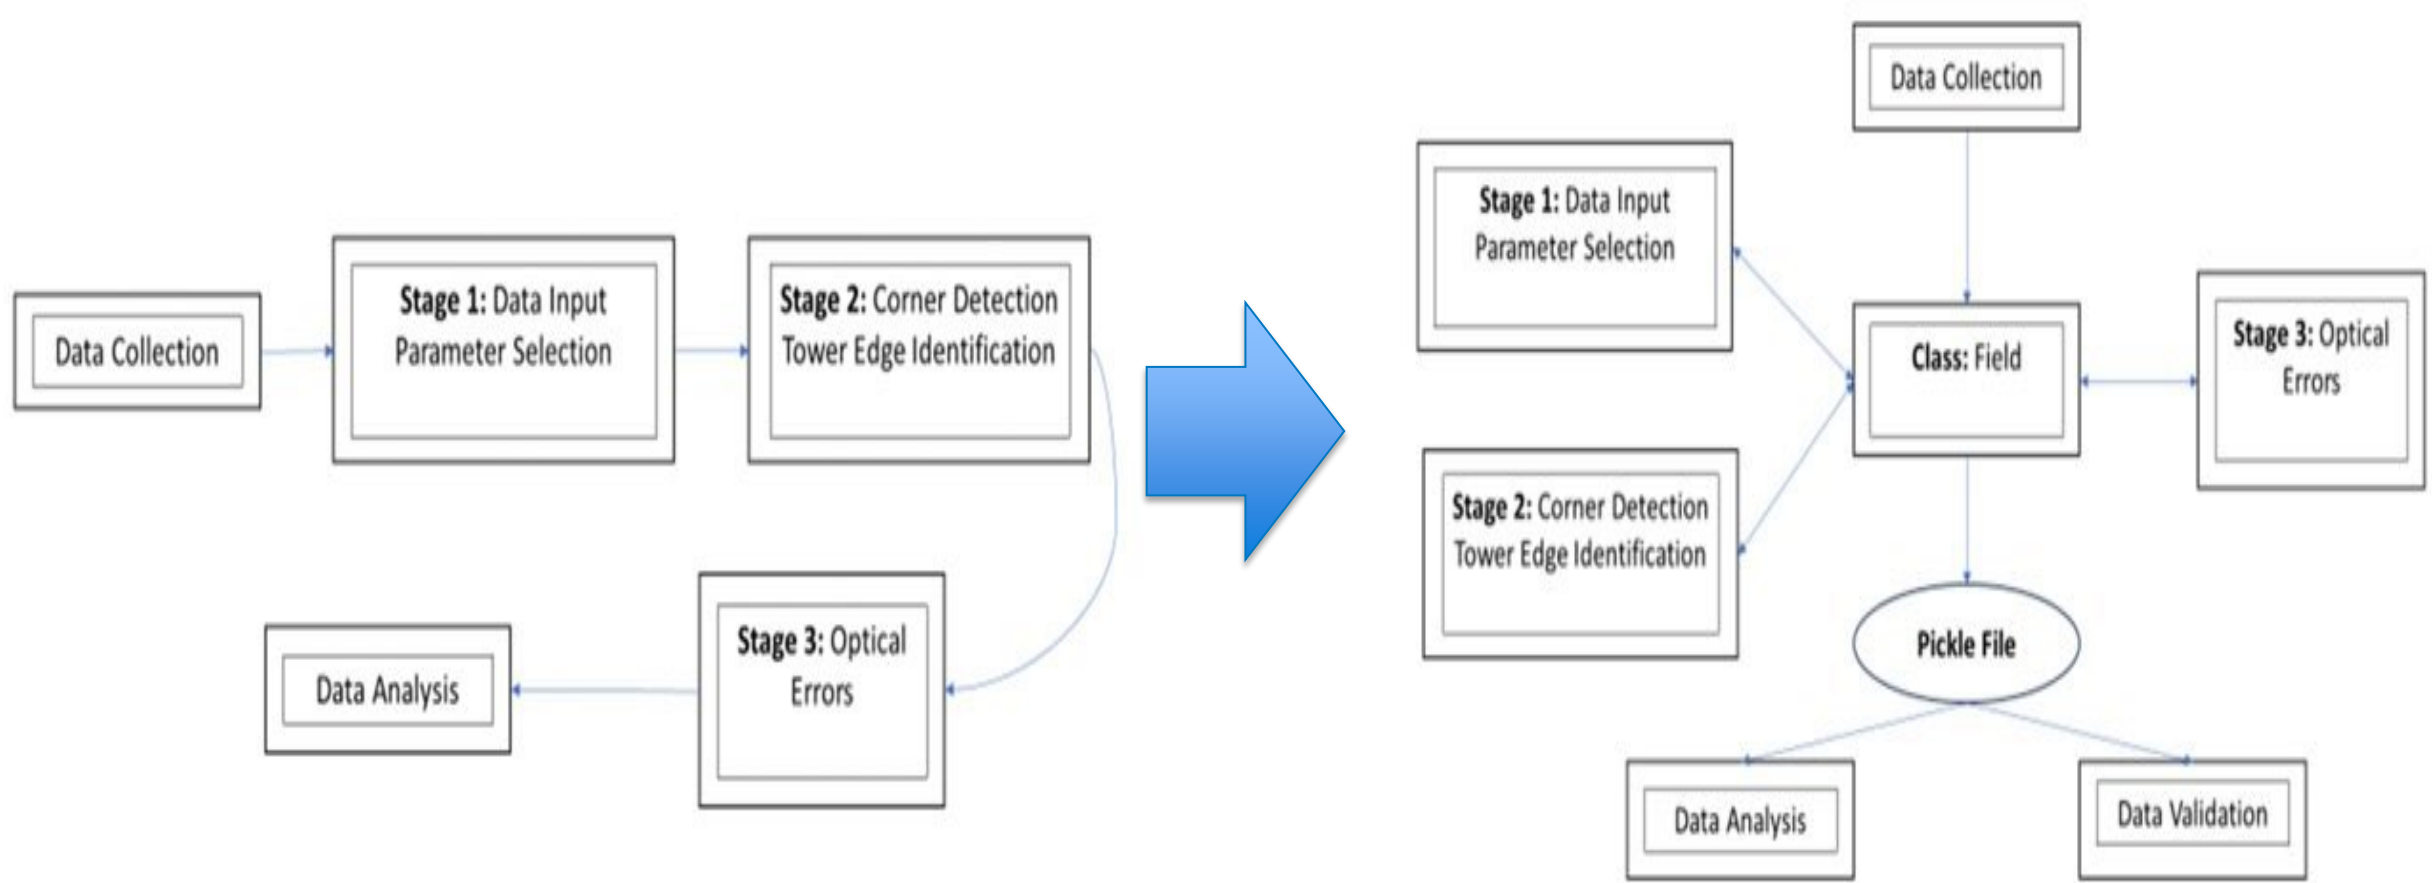 Data Collection
Stage 1: Data Input
Parameter Selection
Stage 2: Corner Detection
Tower Edge Identification
Stage 3: Optical
Errors
Data Analysis
Data Collection
Stage 1: Data Input
Parameter Selection
Class: Field
Stage 3: Optical
Errors
Stage 2: Corner Detection
Tower Edge Identification
Pickle File
Data Analysis
Data Validation